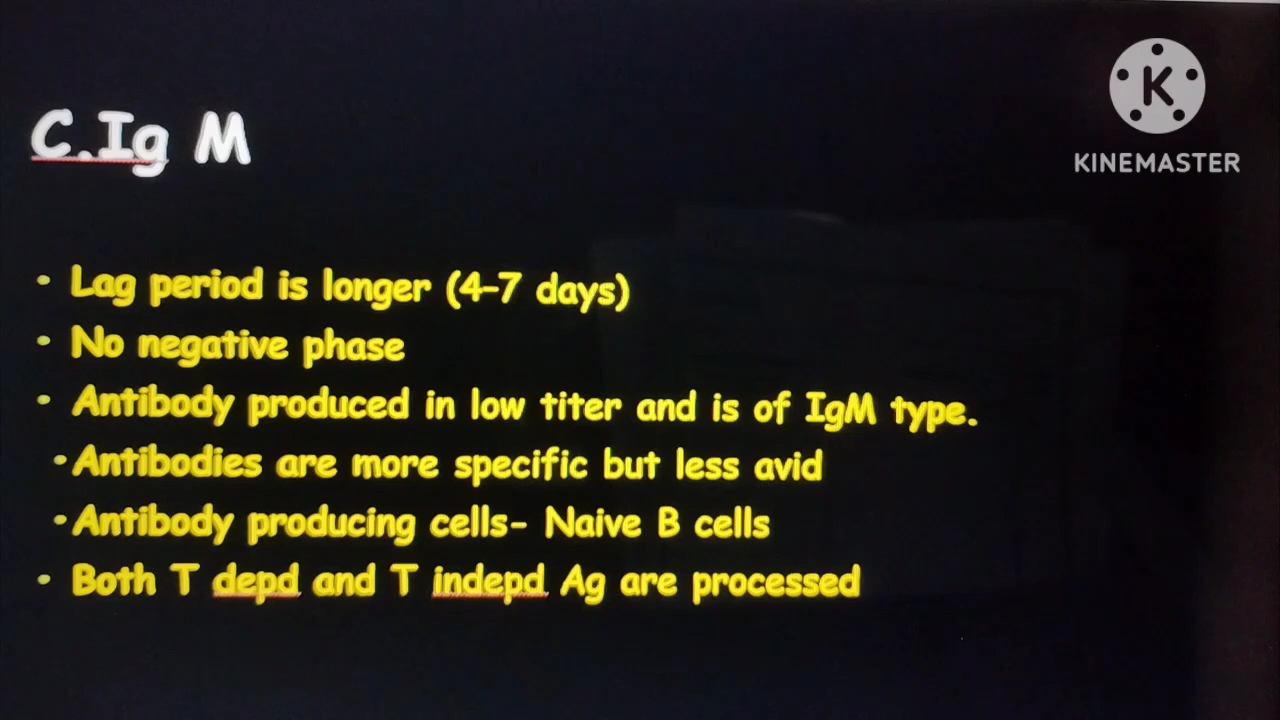 K
KINEMASTER
C.Ig M
• Lag period is longer (4-7 days)
• No negative phase
• Antibody produced in low titer and is of IgM type.
• Antibodies are more specific but less avid
• Antibody producing cells- Naive B cells
• Both T depd and T indepd Ag are processed